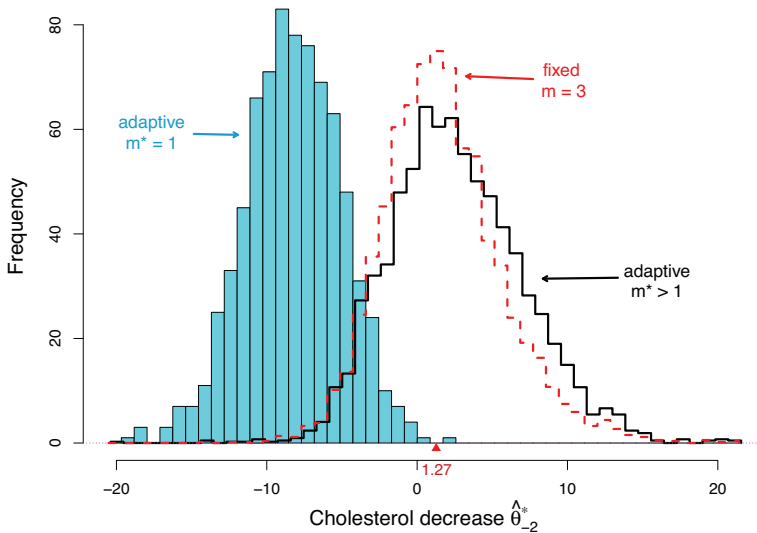 80
60
40
20
0
Frequency
adaptive
m* = 1
fixed
m = 3
adaptive
m* > 1
−20
−10
0
10
20
1.27
Cholesterol decrease θ̂*₋₂